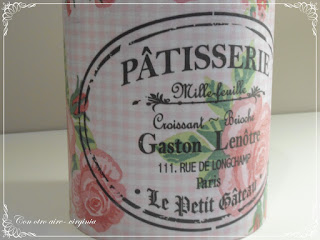 PÂTISSERIE
Mille-feuille
Croissant ~ Brioche
Gaston Lenôtre
111. RUE DE LONGCHAMP
Paris
• Le Petit Gâteau
Con otro aire-virginia